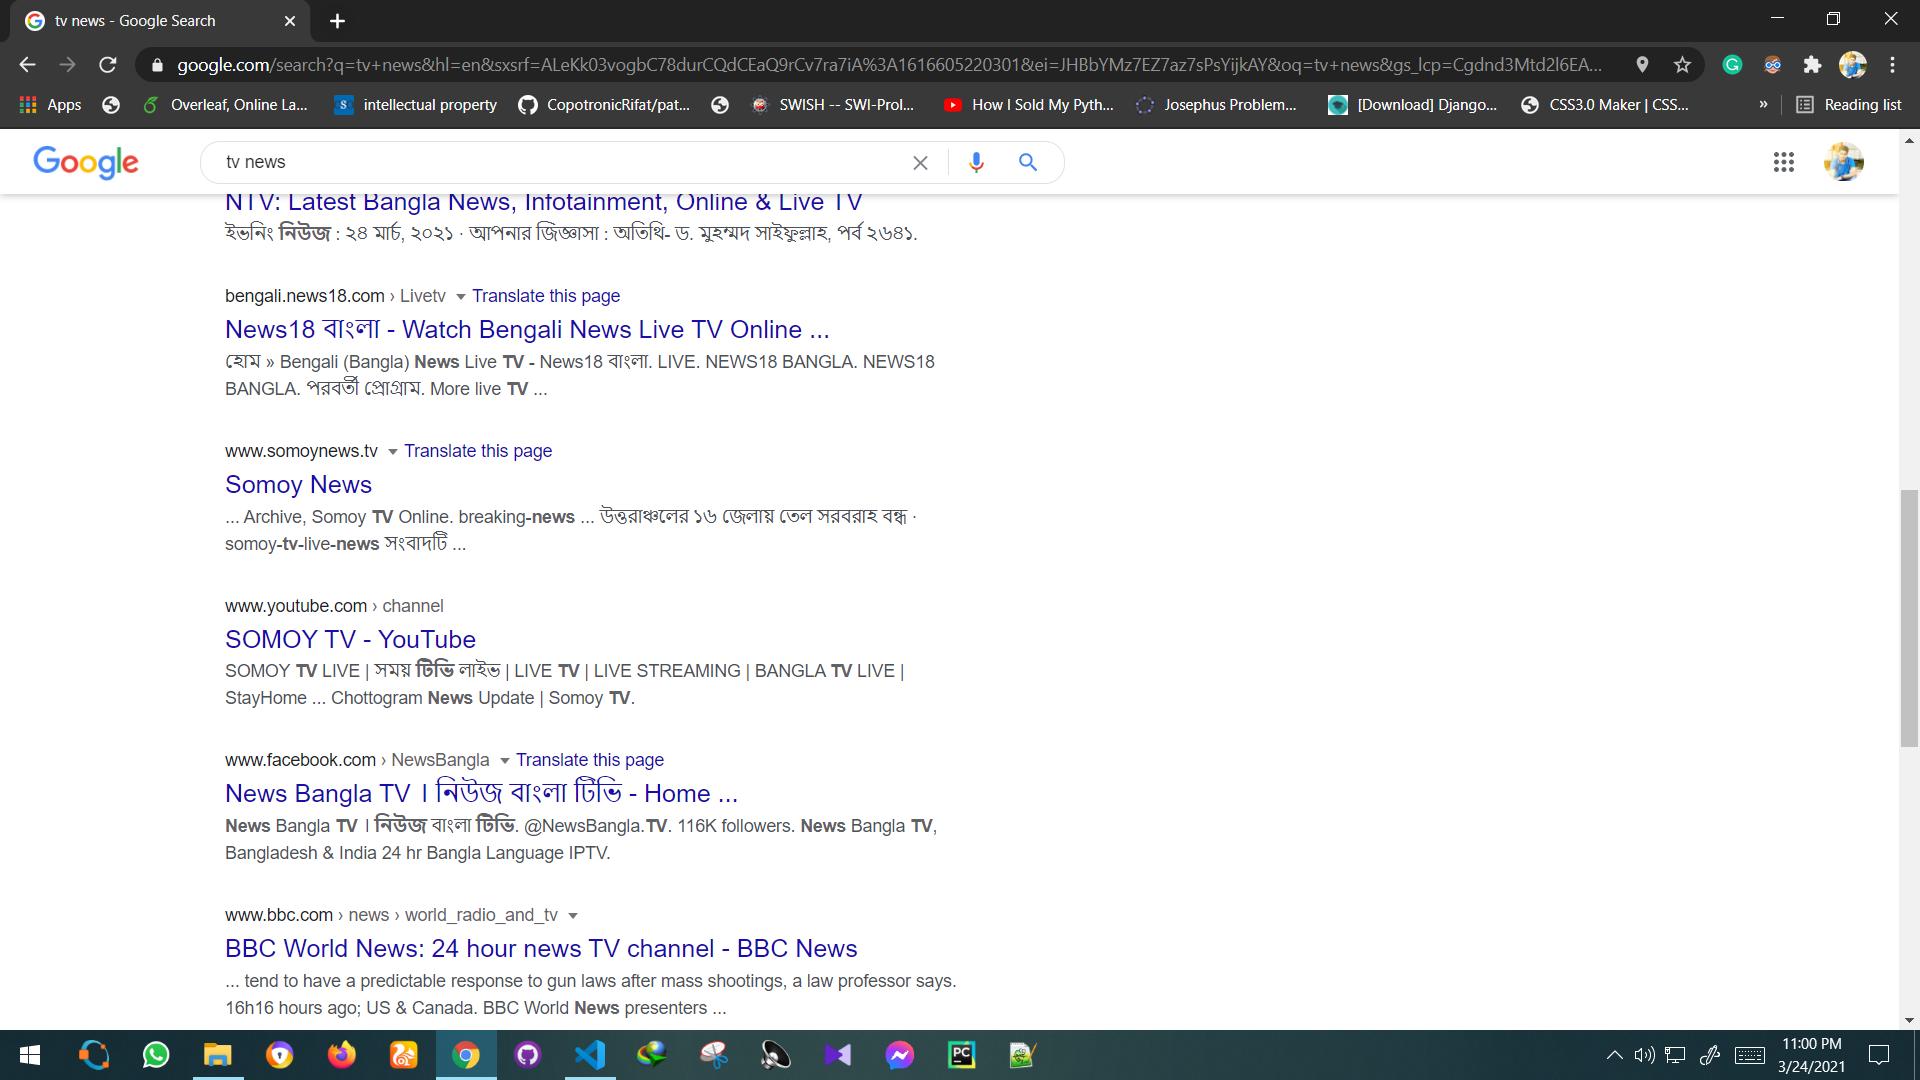 tv news - Google Search
google.com/search?q=tv+news&hl=en&sxsrf=ALeKk03vogbC78durCQdCEaQ9rCv7ra7iA%3A1616605220301&ei=JHBbYMz7EZ7az7sPsYijkAY&oq=tv+news&gs_lcp=Cgdnd3Mtd2l6EA...
Apps Overleaf, Online La... intellectual property CopotronicRifat/pat... SWISH -- SWI-Prol... How I Sold My Pyth... Josephus Problem... [Download] Django... CSS3.0 Maker | CSS... » Reading list
Google tv news
NTV: Latest Bangla News, Infotainment, Online & Live TV
ইভনিং নিউজ : ২৪ মার্চ, ২০২১ · আপনার জিজ্ঞাসা : অতিথি- ড. মুহম্মদ সাইফুল্লাহ, পর্ব ২৬৪১.
bengali.news18.com › Livetv Translate this page
News18 বাংলা - Watch Bengali News Live TV Online ...
হোম » Bengali (Bangla) News Live TV - News18 বাংলা. LIVE. NEWS18 BANGLA. NEWS18
BANGLA. পরবর্তী প্রোগ্রাম. More live TV ...
www.somoynews.tv Translate this page
Somoy News
... Archive, Somoy TV Online. breaking-news ... উত্তরাঞ্চলের ১৬ জেলায় তেল সরবরাহ বন্ধ ·
somoy-tv-live-news সংবাদটি ...
www.youtube.com › channel
SOMOY TV - YouTube
SOMOY TV LIVE | সময় টিভি লাইভ | LIVE TV | LIVE STREAMING | BANGLA TV LIVE |
StayHome ... Chottogram News Update | Somoy TV.
www.facebook.com › NewsBangla Translate this page
News Bangla TV । নিউজ বাংলা টিভি - Home ...
News Bangla TV । নিউজ বাংলা টিভি. @NewsBangla.TV. 116K followers. News Bangla TV,
Bangladesh & India 24 hr Bangla Language IPTV.
www.bbc.com › news › world_radio_and_tv
BBC World News: 24 hour news TV channel - BBC News
... tend to have a predictable response to gun laws after mass shootings, a law professor says.
16h16 hours ago; US & Canada. BBC World News presenters ...
11:00 PM
3/24/2021